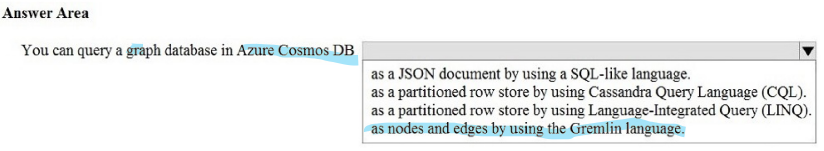 Answer Area
You can query a graph database in Azure Cosmos DB
as a JSON document by using a SQL-like language.
as a partitioned row store by using Cassandra Query Language (CQL).
as a partitioned row store by using Language-Integrated Query (LINQ).
as nodes and edges by using the Gremlin language.